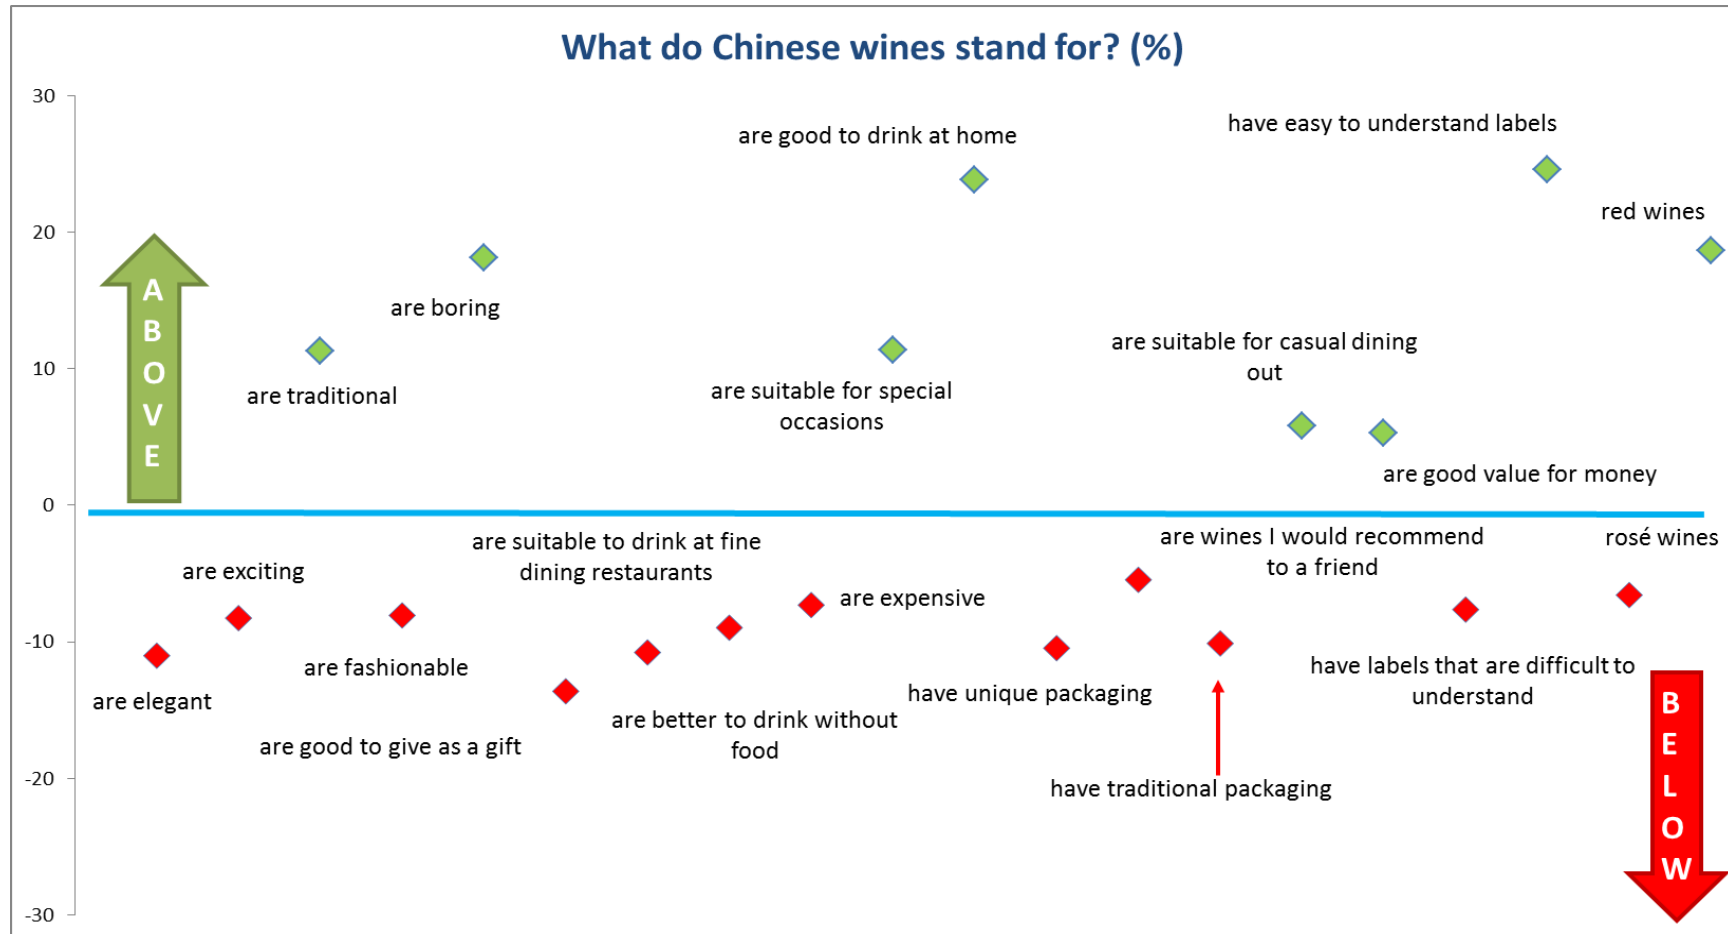 What do Chinese wines stand for? (%)
30
20
10
0
-10
-20
-30
A
B
O
V
E
are good to drink at home
have easy to understand labels
red wines
are boring
are traditional
are suitable for special
occasions
are suitable for casual dining
out
are good value for money
are suitable to drink at fine
dining restaurants
are wines I would recommend
to a friend
rosé wines
are exciting
are expensive
are fashionable
are elegant
have unique packaging
have labels that are difficult to
understand
are good to give as a gift
are better to drink without
food
have traditional packaging
B
E
L
O
W